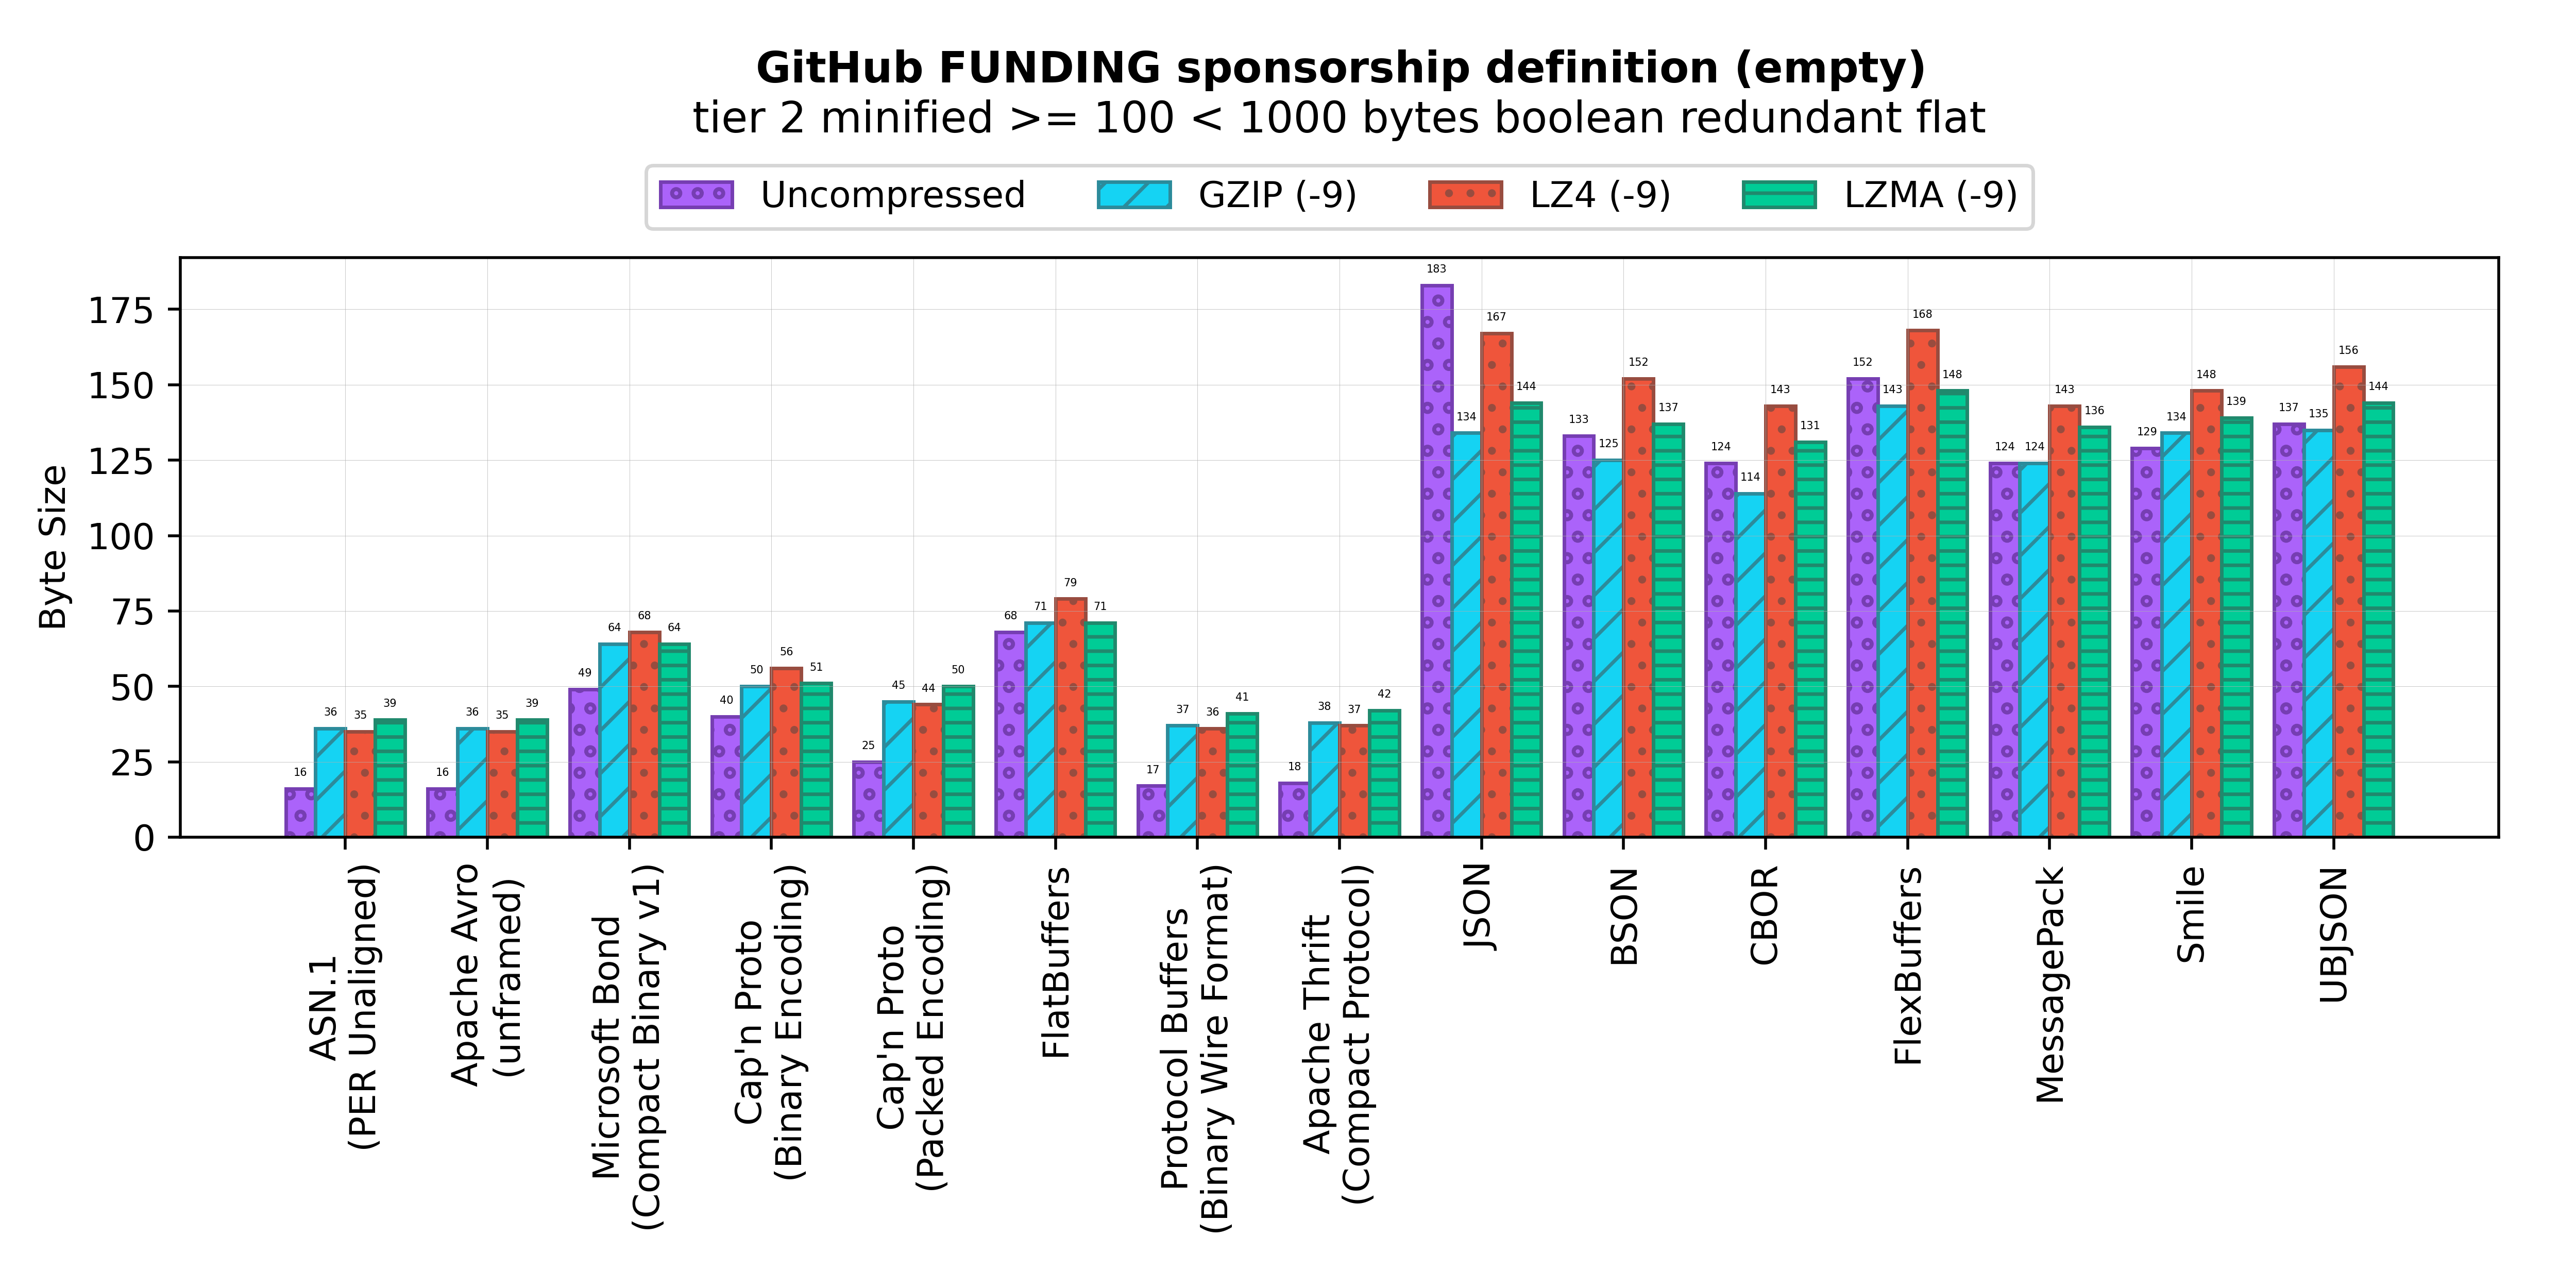 GitHub FUNDING sponsorship definition (empty)
tier 2 minified >= 100 < 1000 bytes boolean redundant flat
Uncompressed GZIP (-9) LZ4 (-9) LZMA (-9)
Byte Size
175
150
125
100
75
50
25
0
16 36 35 39
16 36 35 39
49 64 68 64
40 50 56 51
25 45 44 50
68 71 79 71
17 37 36 41
18 38 37 42
183 134 167 144
133 125 152 137
124 114 143 131
152 143 168 148
124 124 143 136
129 134 148 139
137 135 156 144
ASN.1
(PER Unaligned)
Apache Avro
(unframed)
Microsoft Bond
(Compact Binary v1)
Cap'n Proto
(Binary Encoding)
Cap'n Proto
(Packed Encoding)
FlatBuffers
Protocol Buffers
(Binary Wire Format)
Apache Thrift
(Compact Protocol)
JSON
BSON
CBOR
FlexBuffers
MessagePack
Smile
UBJSON